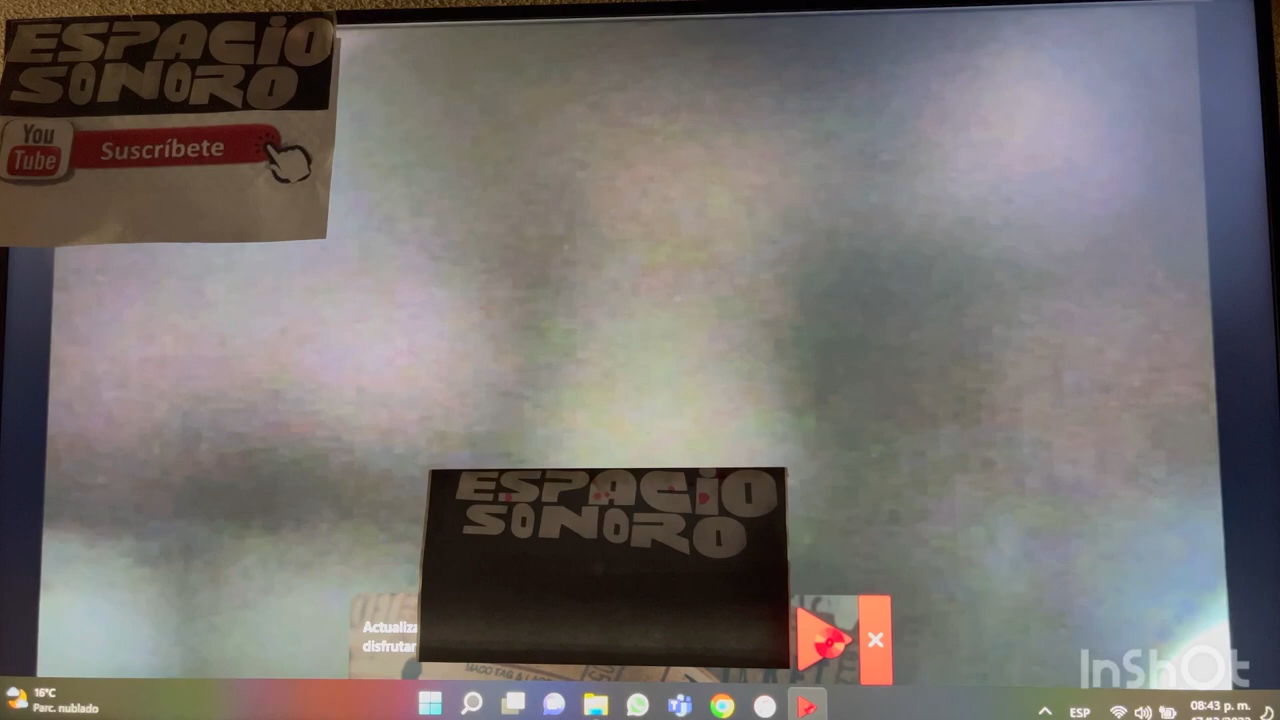 ESPACiO
SONORO
You
Tube
Suscríbete
ESPACiO
SONORO
Actualiza
disfrutar
16°C
Parc. nublado
ESP
08:43 p. m.
InShOt